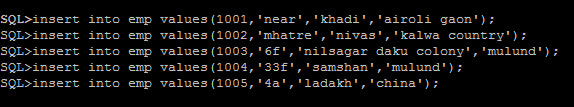 SQL>insert into emp values(1001,'near','khadi','airoli gaon');
SQL>insert into emp values(1002,'mhatre','nivas','kalwa country');
SQL>insert into emp values(1003,'6f','nilsagar daku colony','mulund');
SQL>insert into emp values(1004,'33f','samshan','mulund');
SQL>insert into emp values(1005,'4a','ladakh','china');